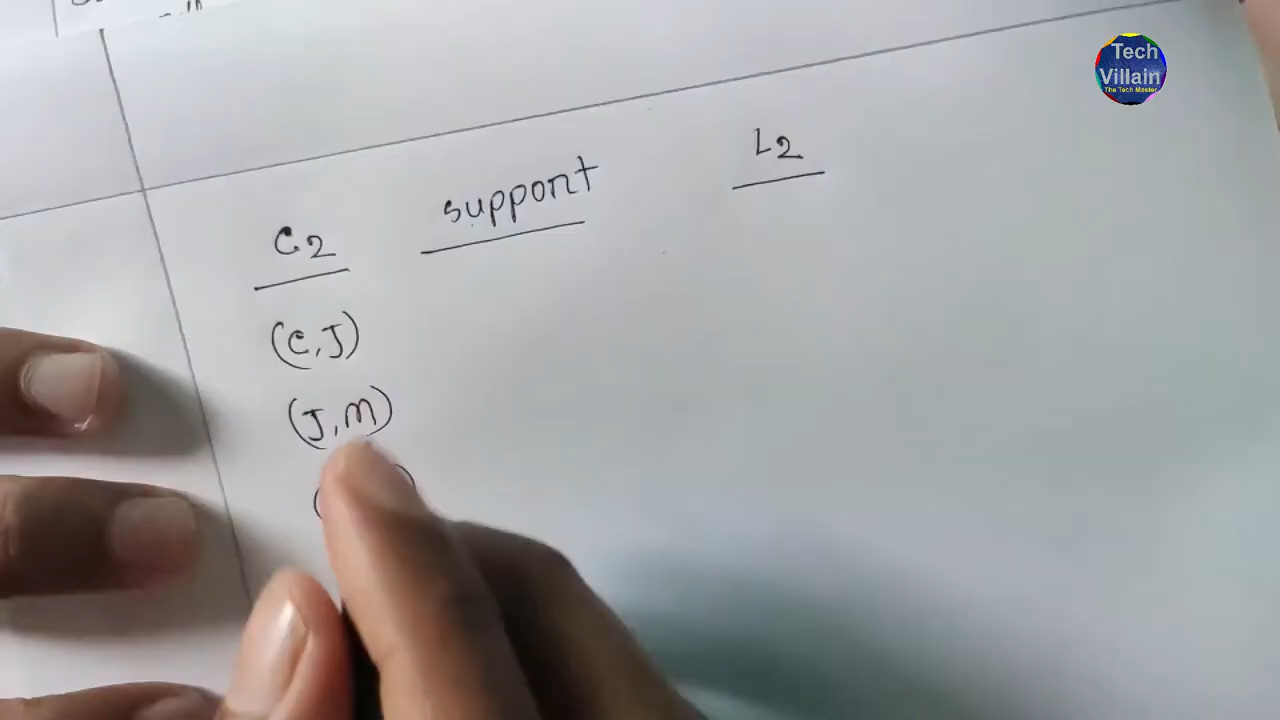 Tech
Villain
The Tech Master
C2 support L2
(C,J)
(J,M)